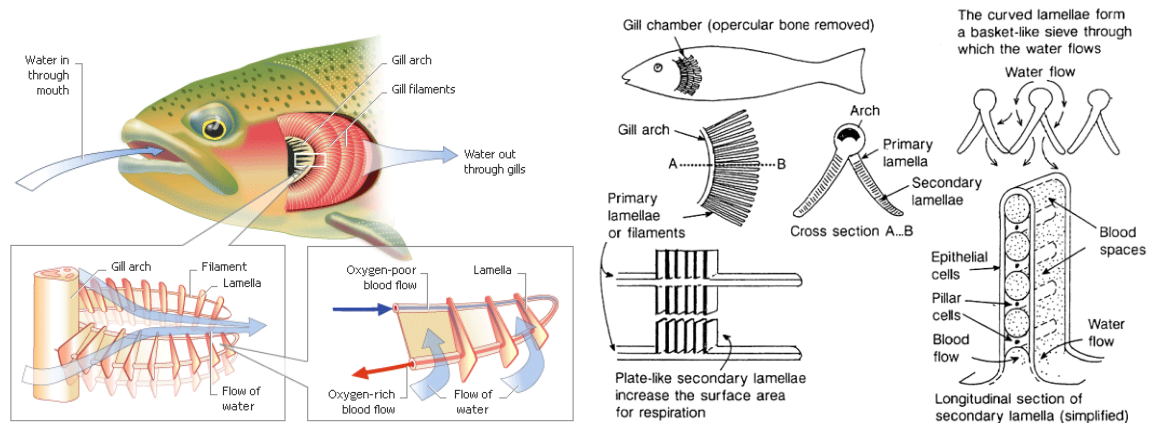 Water in
through
mouth
Gill arch
Gill filaments
Water out
through gills
Gill arch
Filament
Lamella
Flow of
water
Oxygen-poor
blood flow
Lamella
Oxygen-rich
blood flow
Flow of
water
Gill chamber (opercular bone removed)
Gill arch
A
B
Primary
lamellae
or filaments
Arch
Primary
lamella
Secondary
lamellae
Cross section A...B
Plate-like secondary lamellae
increase the surface area
for respiration
The curved lamellae form
a basket-like sieve through
which the water flows
Water flow
Epithelial
cells
Pillar
cells
Blood
flow
Blood
spaces
Water
flow
Longitudinal section of
secondary lamella (simplified)